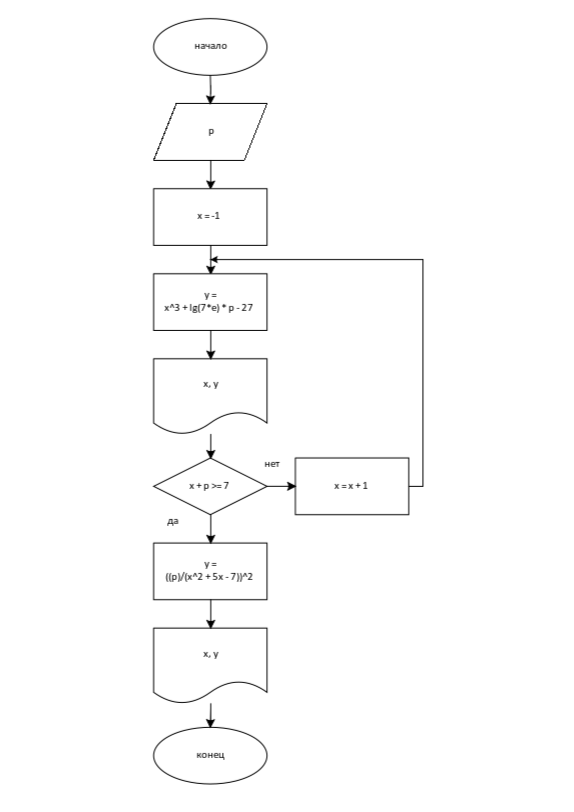 начало
p
x = -1
y =
x^3 + lg(7*e) * p - 27
x, y
нет
x + p >= 7
x = x + 1
да
y =
((p)/(x^2 + 5x - 7))^2
x, y
конец